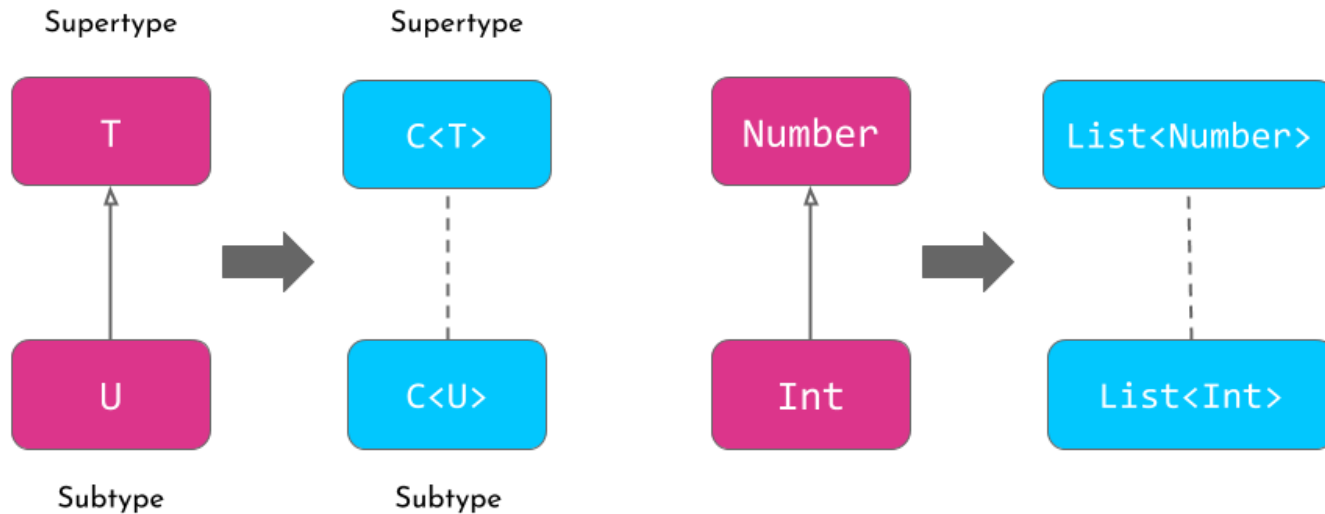 Supertype
Supertype
T
C<T>
Number
List<Number>
U
C<U>
Int
List<Int>
Subtype
Subtype